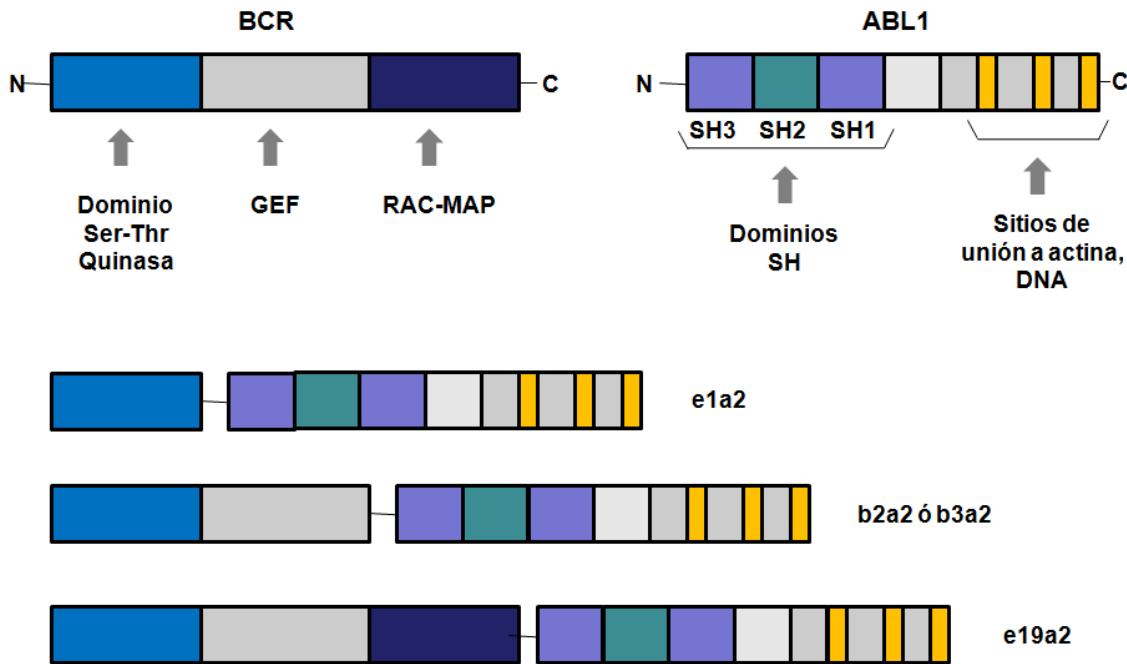 BCR
ABL1
N
C
N
C
SH3 SH2 SH1
Dominio
Ser-Thr
Quinasa
GEF
RAC-MAP
Dominios
SH
Sitios de
unión a actina,
DNA
e1a2
b2a2 ó b3a2
e19a2